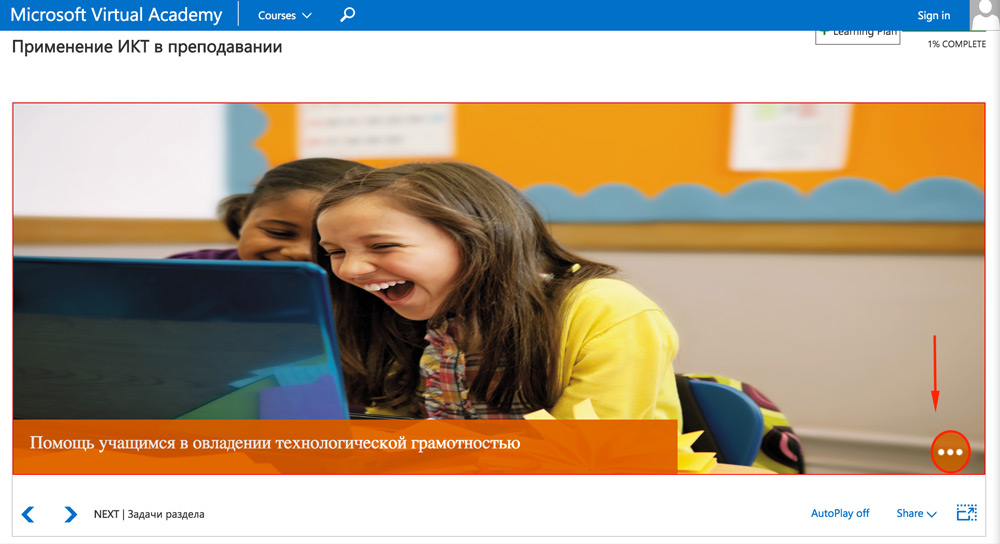 Microsoft Virtual Academy Courses Sign in
Learning Plan
Применение ИКТ в преподавании
1% COMPLETE
Помощь учащимся в овладении технологической грамотностью
NEXT | Задачи раздела AutoPlay off Share